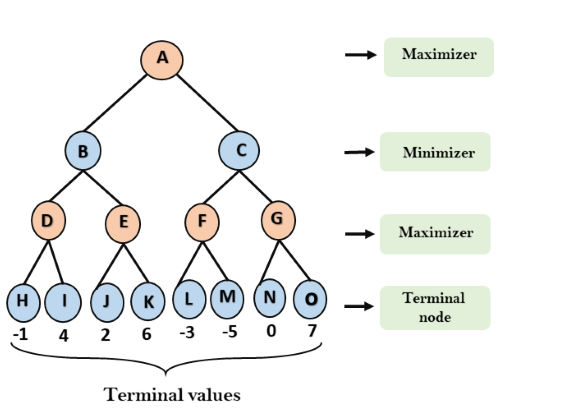 A
Maximizer
B
C
Minimizer
D
E
F
G
Maximizer
H
I
J
K
L
M
N
O
Terminal
node
-1
4
2
6
-3
-5
0
7
Terminal values